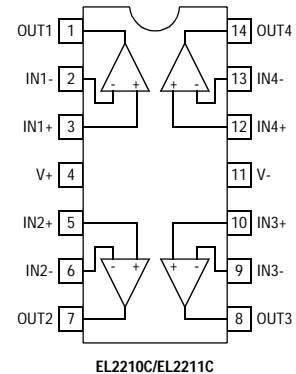 OUT1 1 14 OUT4
- + + -
IN1- 2 13 IN4-
IN1+ 3 12 IN4+
V+ 4 11 V-
IN2+ 5 10 IN3+
- + + -
IN2- 6 9 IN3-
OUT2 7 8 OUT3
EL2210C/EL2211C